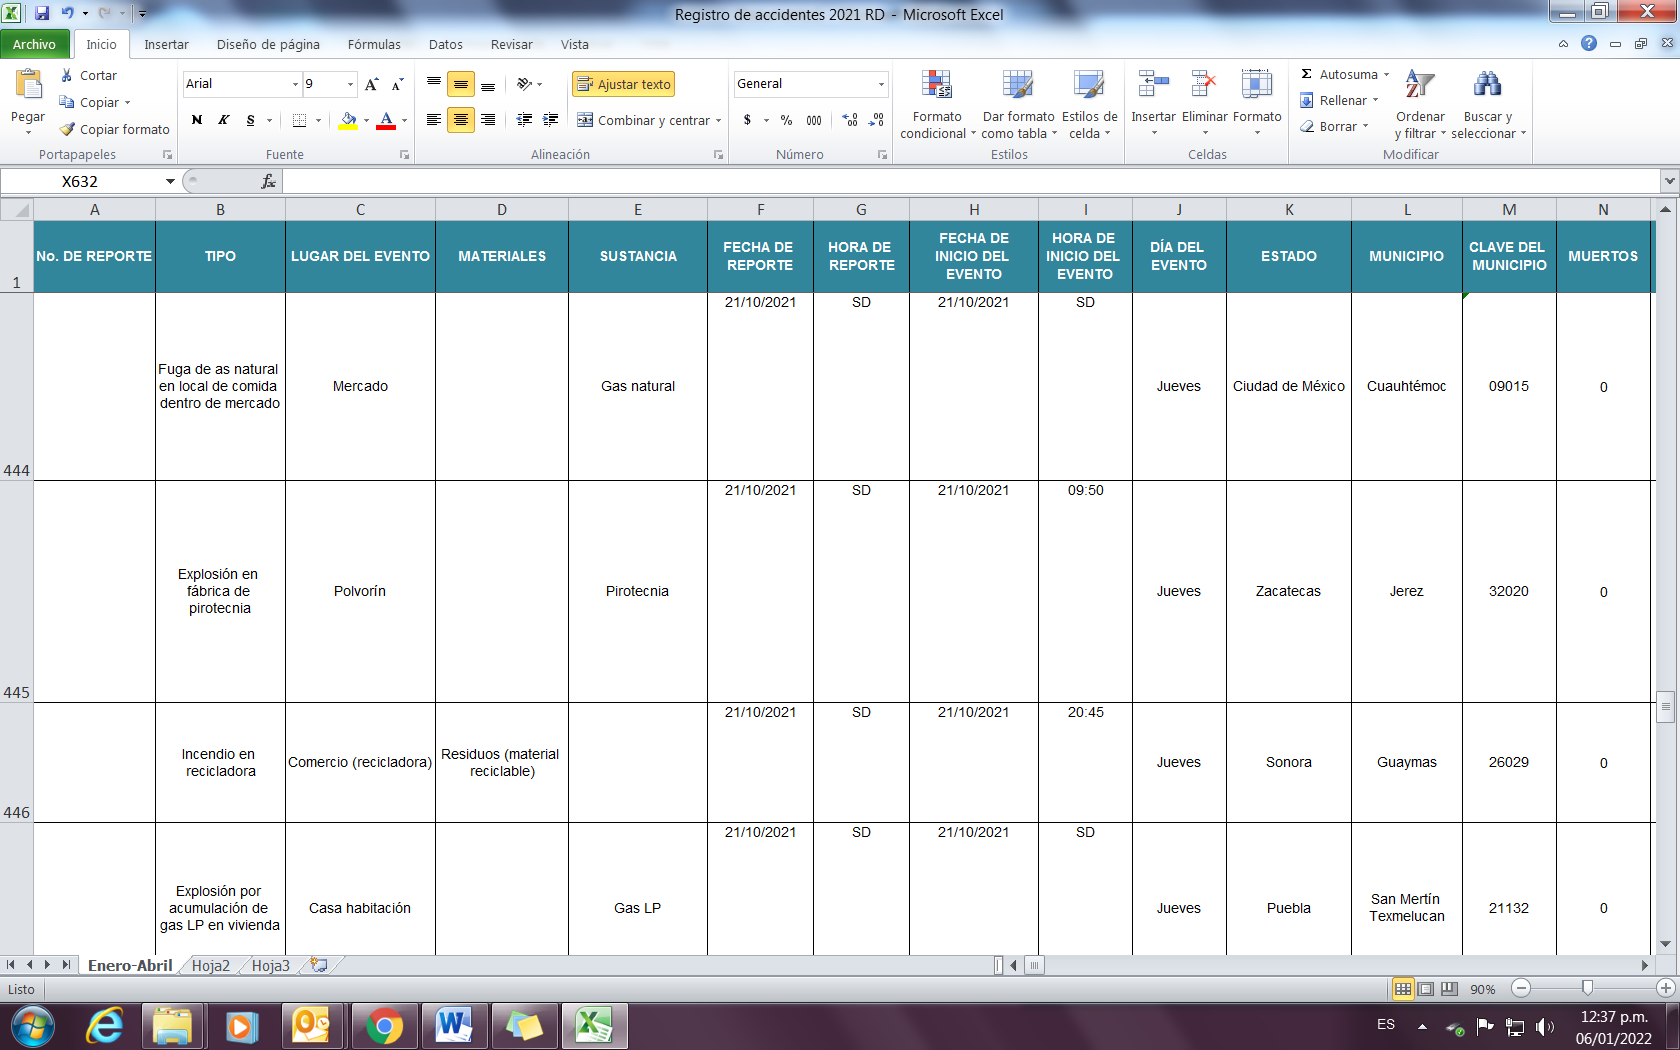 Registro de accidentes 2021 RD - Microsoft Excel
Archivo Inicio Insertar Diseño de página Fórmulas Datos Revisar Vista
Pegar
Cortar
Copiar
Copiar formato
Portapapeles
Arial 9
N K S
Fuente
Ajustar texto
Combinar y centrar
Alineación
General
$ % 000
Número
Formato condicional
Dar formato como tabla
Estilos de celda
Estilos
Insertar Eliminar Formato
Celdas
Autosuma
Rellenar
Borrar
Ordenar y filtrar
Buscar y seleccionar
Modificar
X632 fx
A B C D E F G H I J K L M N
1 No. DE REPORTE TIPO LUGAR DEL EVENTO MATERIALES SUSTANCIA FECHA DE REPORTE HORA DE REPORTE FECHA DE INICIO DEL EVENTO HORA DE INICIO DEL EVENTO DÍA DEL EVENTO ESTADO MUNICIPIO CLAVE DEL MUNICIPIO MUERTOS
444 Fuga de as natural en local de comida dentro de mercado Mercado Gas natural 21/10/2021 SD 21/10/2021 SD Jueves Ciudad de México Cuauhtémoc 09015 0
445 Explosión en fábrica de pirotecnia Polvorín Pirotecnia 21/10/2021 SD 21/10/2021 09:50 Jueves Zacatecas Jerez 32020 0
446 Incendio en recicladora Comercio (recicladora) Residuos (material reciclable) 21/10/2021 SD 21/10/2021 20:45 Jueves Sonora Guaymas 26029 0
Explosión por acumulación de gas LP en vivienda Casa habitación Gas LP 21/10/2021 SD 21/10/2021 SD Jueves Puebla San Mertín Texmelucan 21132 0
Enero-Abril Hoja2 Hoja3
Listo 90%
ES 12:37 p.m.
06/01/2022